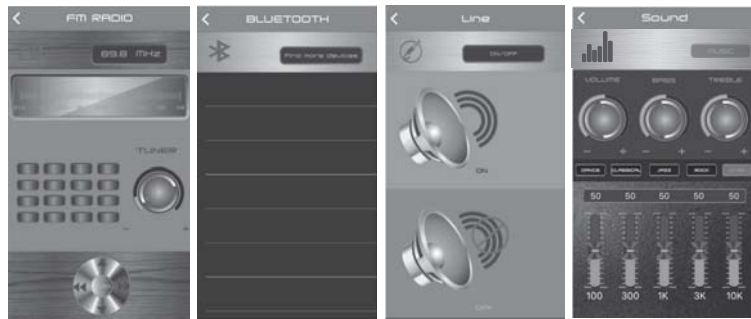 FM RADIO
89.8 MHz
TUNER
- +
BLUETOOTH
Find more devices
Line
ON/OFF
ON
OFF
Sound
MUSIC
VOLUME BASS TREBLE
- + - + - +
DANCE CLASSICAL JAZZ ROCK
50 50 50 50 50
100 300 1K 3K 10K